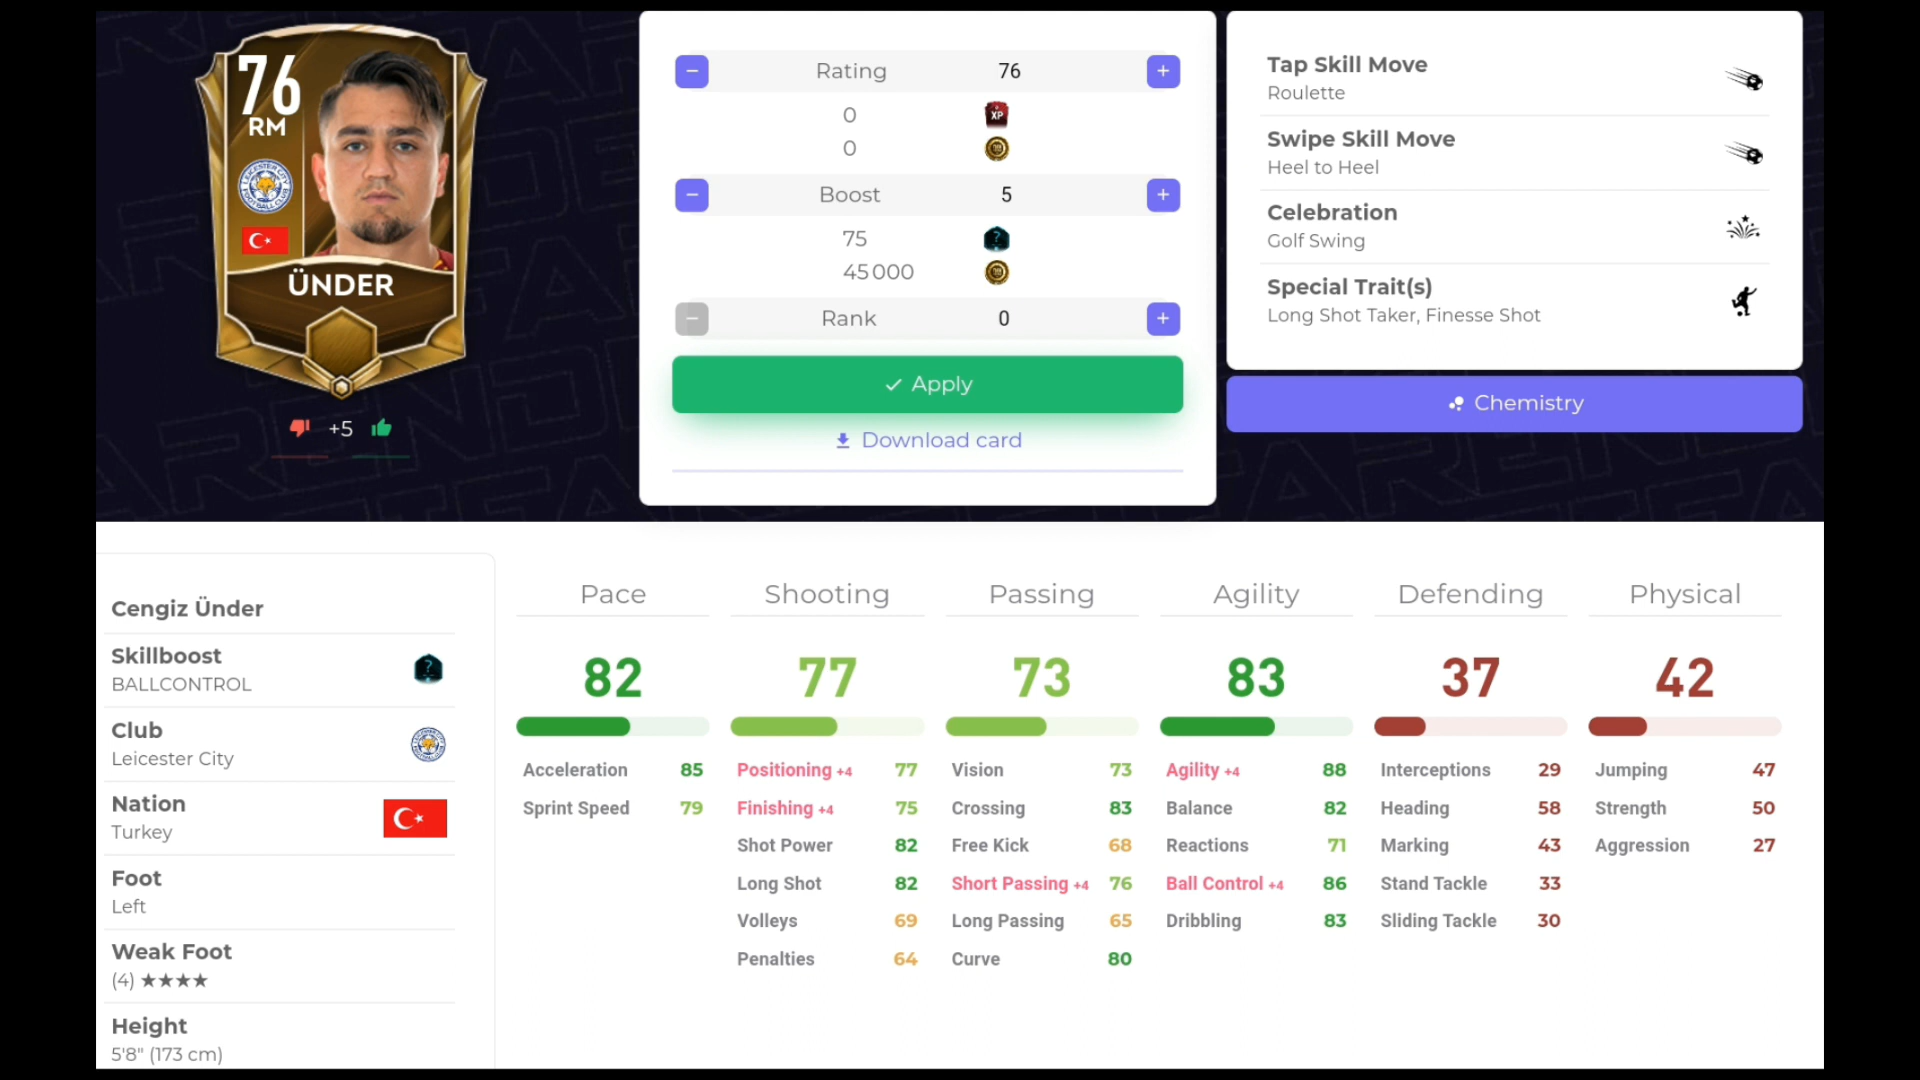 76
RM
LEICESTER CITY
FOOTBALL CLUB
ÜNDER
+5
Rating 76
0 XP
0
Boost 5
75 ?
45 000
Rank 0
Apply
Download card
Tap Skill Move
Roulette
Swipe Skill Move
Heel to Heel
Celebration
Golf Swing
Special Trait(s)
Long Shot Taker, Finesse Shot
Chemistry
Cengiz Ünder
Skillboost
BALLCONTROL
?
Club
Leicester City
Nation
Turkey
Foot
Left
Weak Foot
(4) ★★★★
Height
5'8" (173 cm)
Pace
82
Acceleration 85
Sprint Speed 79
Shooting
77
Positioning +4 77
Finishing +4 75
Shot Power 82
Long Shot 82
Volleys 69
Penalties 64
Passing
73
Vision 73
Crossing 83
Free Kick 68
Short Passing +4 76
Long Passing 65
Curve 80
Agility
83
Agility +4 88
Balance 82
Reactions 71
Ball Control +4 86
Dribbling 83
Defending
37
Interceptions 29
Heading 58
Marking 43
Stand Tackle 33
Sliding Tackle 30
Physical
42
Jumping 47
Strength 50
Aggression 27